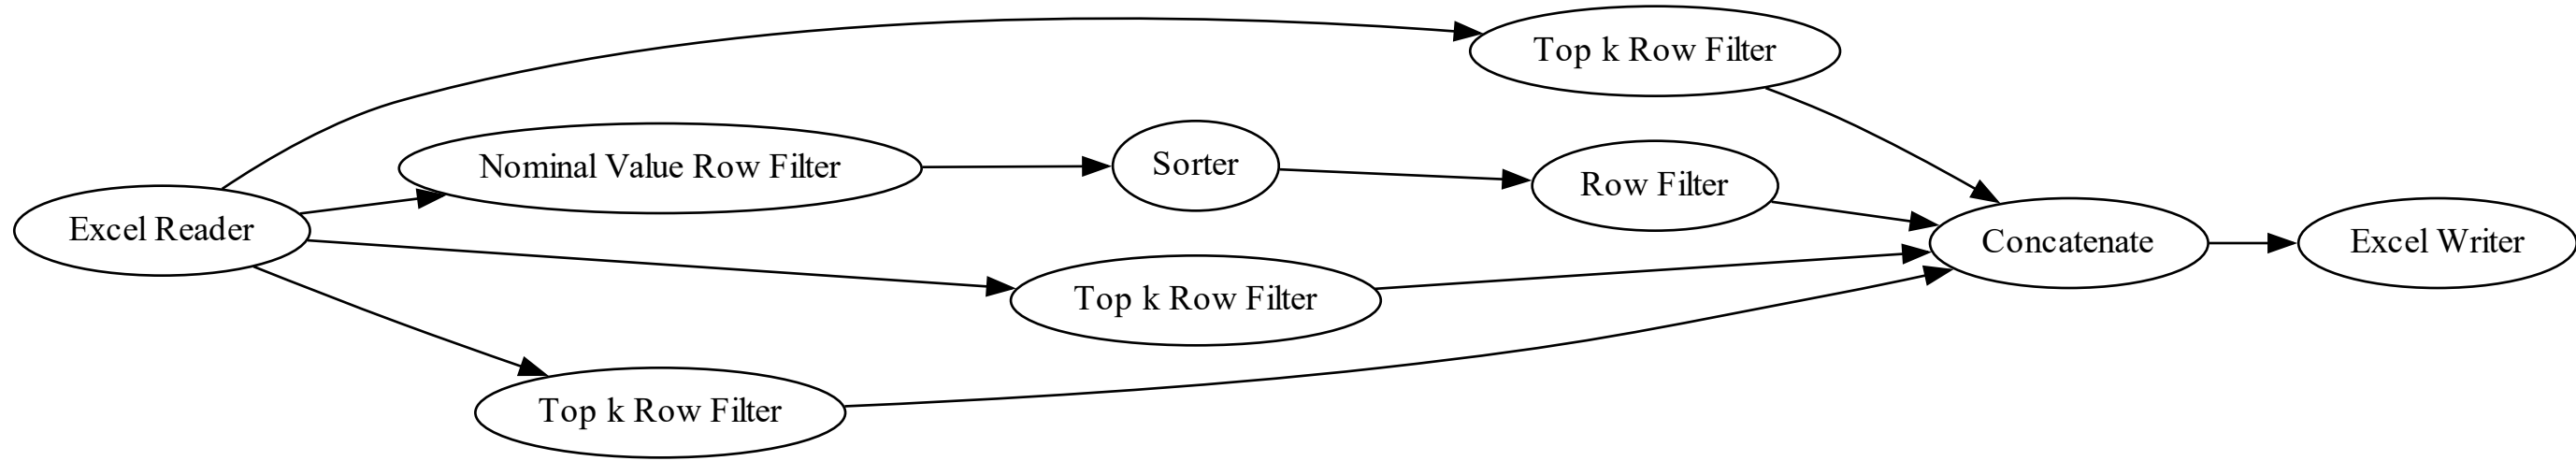 Top k Row Filter
Nominal Value Row Filter
Sorter
Row Filter
Excel Reader
Concatenate
Excel Writer
Top k Row Filter
Top k Row Filter